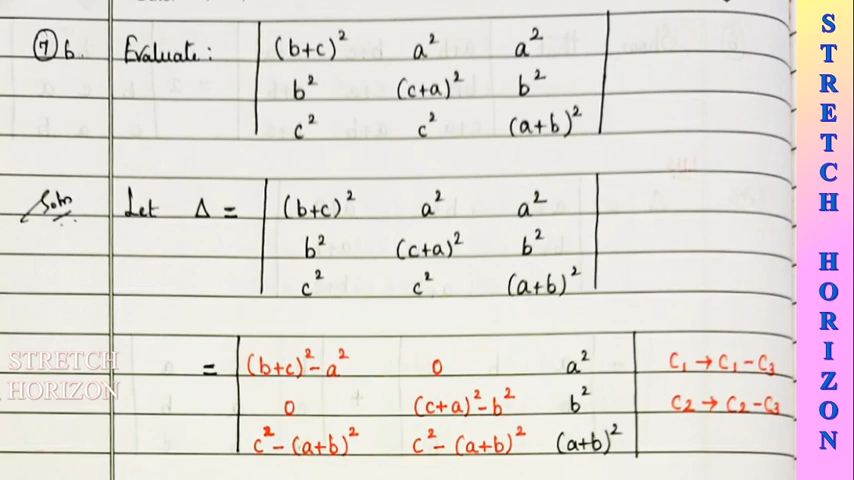 ⑦ b. Evaluate: | (b+c)² a² a² |
| b² (c+a)² b² |
| c² c² (a+b)² |
Soln Let Δ = | (b+c)² a² a² |
| b² (c+a)² b² |
| c² c² (a+b)² |
= | (b+c)²-a² 0 a² | C₁ → C₁-C₃
| 0 (c+a)²-b² b² | C₂ → C₂-C₃
| c²-(a+b)² c²-(a+b)² (a+b)² |
STRETCH
HORIZON
STRETCH HORIZON